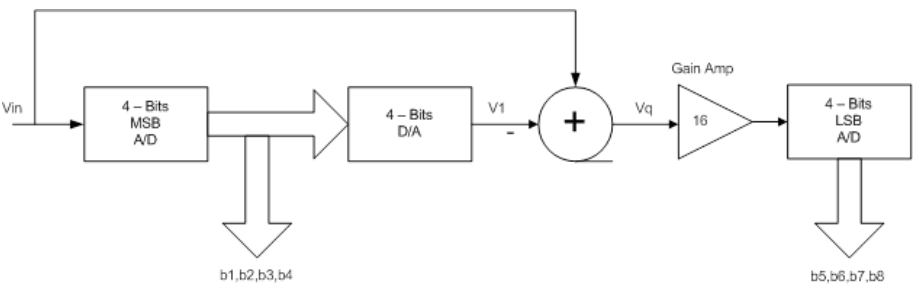 Gain Amp
Vin
4 – Bits
MSB
A/D
4 – Bits
D/A
V1
-
+
Vq
16
4 – Bits
LSB
A/D
b1,b2,b3,b4
b5,b6,b7,b8